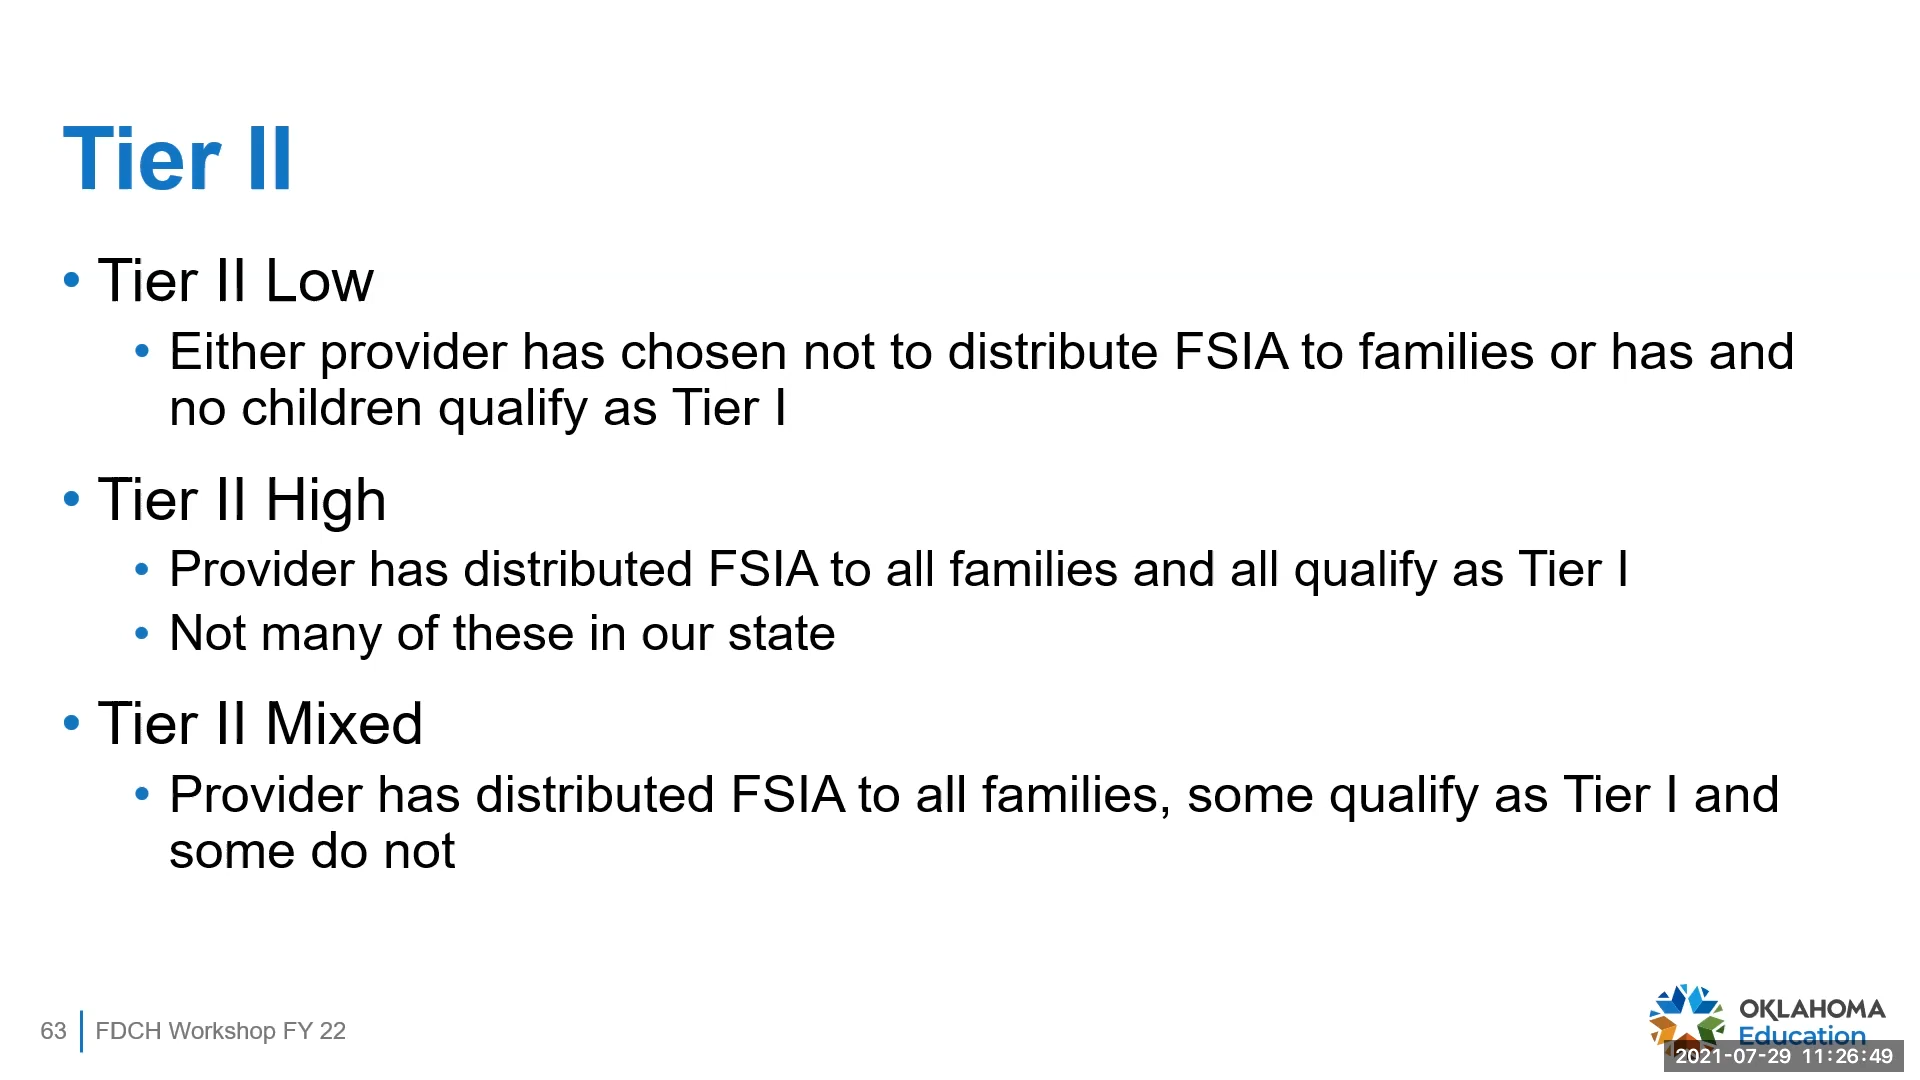 Tier II
• Tier II Low
• Either provider has chosen not to distribute FSIA to families or has and
no children qualify as Tier I
• Tier II High
• Provider has distributed FSIA to all families and all qualify as Tier I
• Not many of these in our state
• Tier II Mixed
• Provider has distributed FSIA to all families, some qualify as Tier I and
some do not
63 FDCH Workshop FY 22
OKLAHOMA
Education
2021-07-29 11:26:49